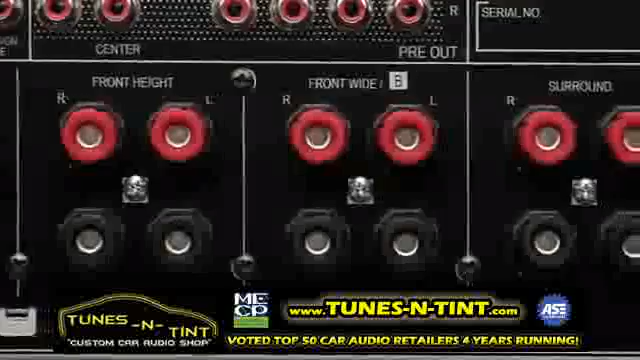 R
CENTER
PRE OUT
SERIAL NO.
FRONT HEIGHT
R L
FRONT WIDE / B
R L
SURROUND
R
TUNES -N- TINT
"CUSTOM CAR AUDIO SHOP"
MECP
www.TUNES-N-TINT.com
ASE
VOTED TOP 50 CAR AUDIO RETAILERS 4 YEARS RUNNING!